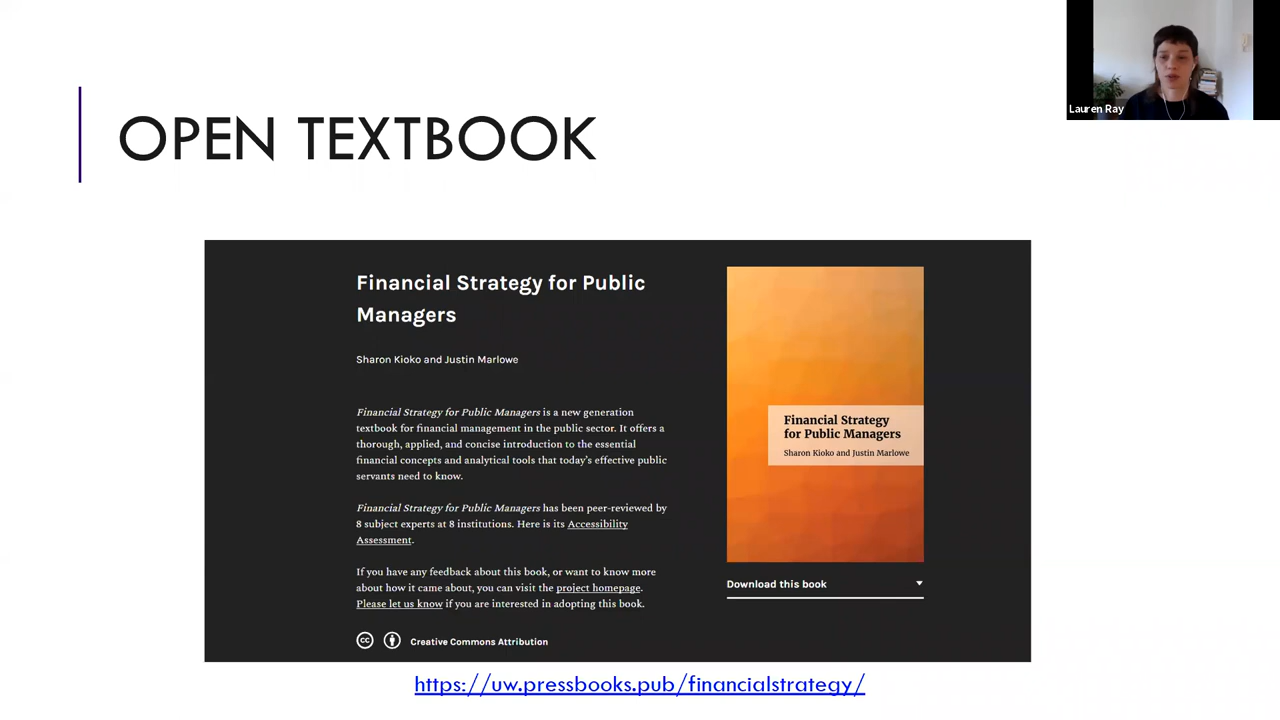 Lauren Ray
OPEN TEXTBOOK
Financial Strategy for Public
Managers
Sharon Kioko and Justin Marlowe
Financial Strategy for Public Managers is a new generation
textbook for financial management in the public sector. It offers a
thorough, applied, and concise introduction to the essential
financial concepts and analytical tools that today's effective public
servants need to know.
Financial Strategy for Public Managers has been peer-reviewed by
8 subject experts at 8 institutions. Here is its Accessibility
Assessment.
If you have any feedback about this book, or want to know more
about how it came about, you can visit the project homepage.
Please let us know if you are interested in adopting this book.
cc
Creative Commons Attribution
Financial Strategy
for Public Managers
Sharon Kioko and Justin Marlowe
Download this book
https://uw.pressbooks.pub/financialstrategy/